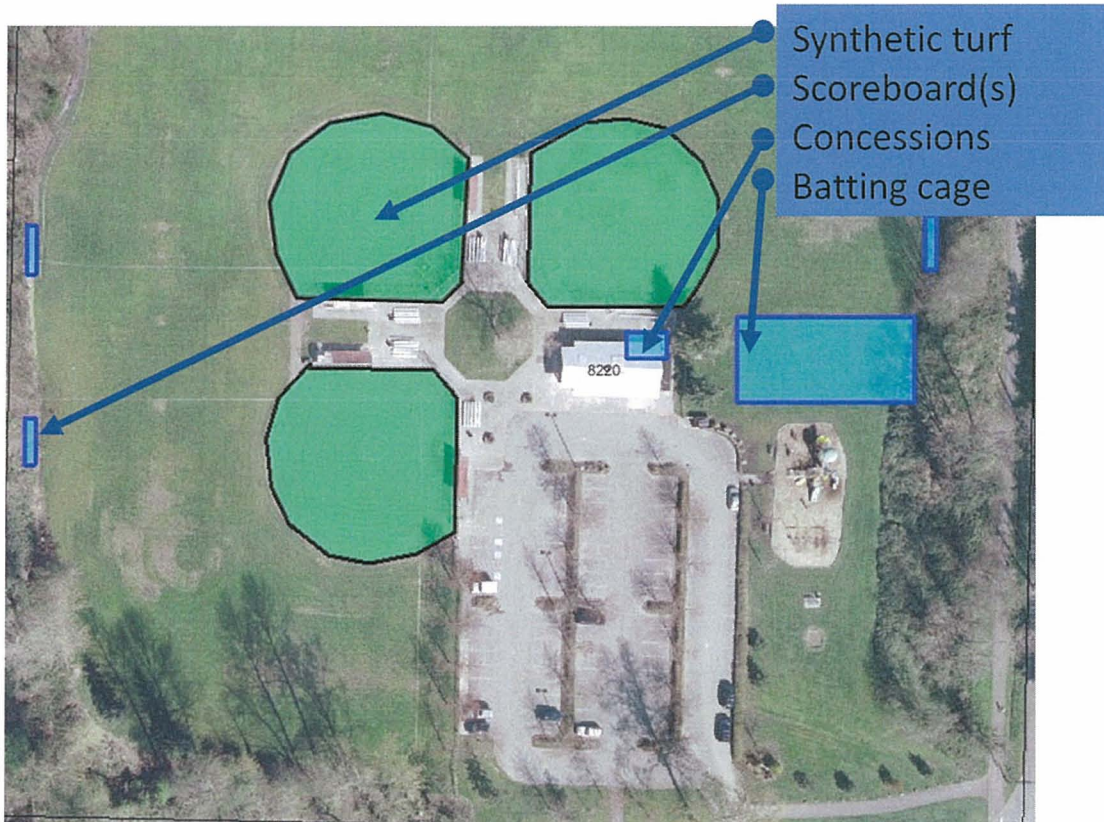 Synthetic turf
Scoreboard(s)
Concessions
Batting cage
8220